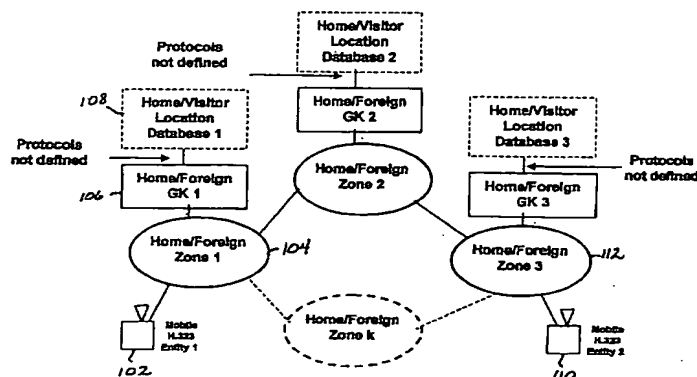 Protocols
not defined
Home/Visitor
Location
Database 2
Home/Foreign
GK 2
108
Home/Visitor
Location
Database 1
Protocols
not defined
106
Home/Foreign
GK 1
Home/Visitor
Location
Database 3
Protocols
not defined
Home/Foreign
GK 3
Home/Foreign
Zone 2
Home/Foreign
Zone 1
104
Home/Foreign
Zone 3
112
Home/Foreign
Zone k
Mobile
H.323
Entity 1
102
Mobile
H.323
Entity 2
110